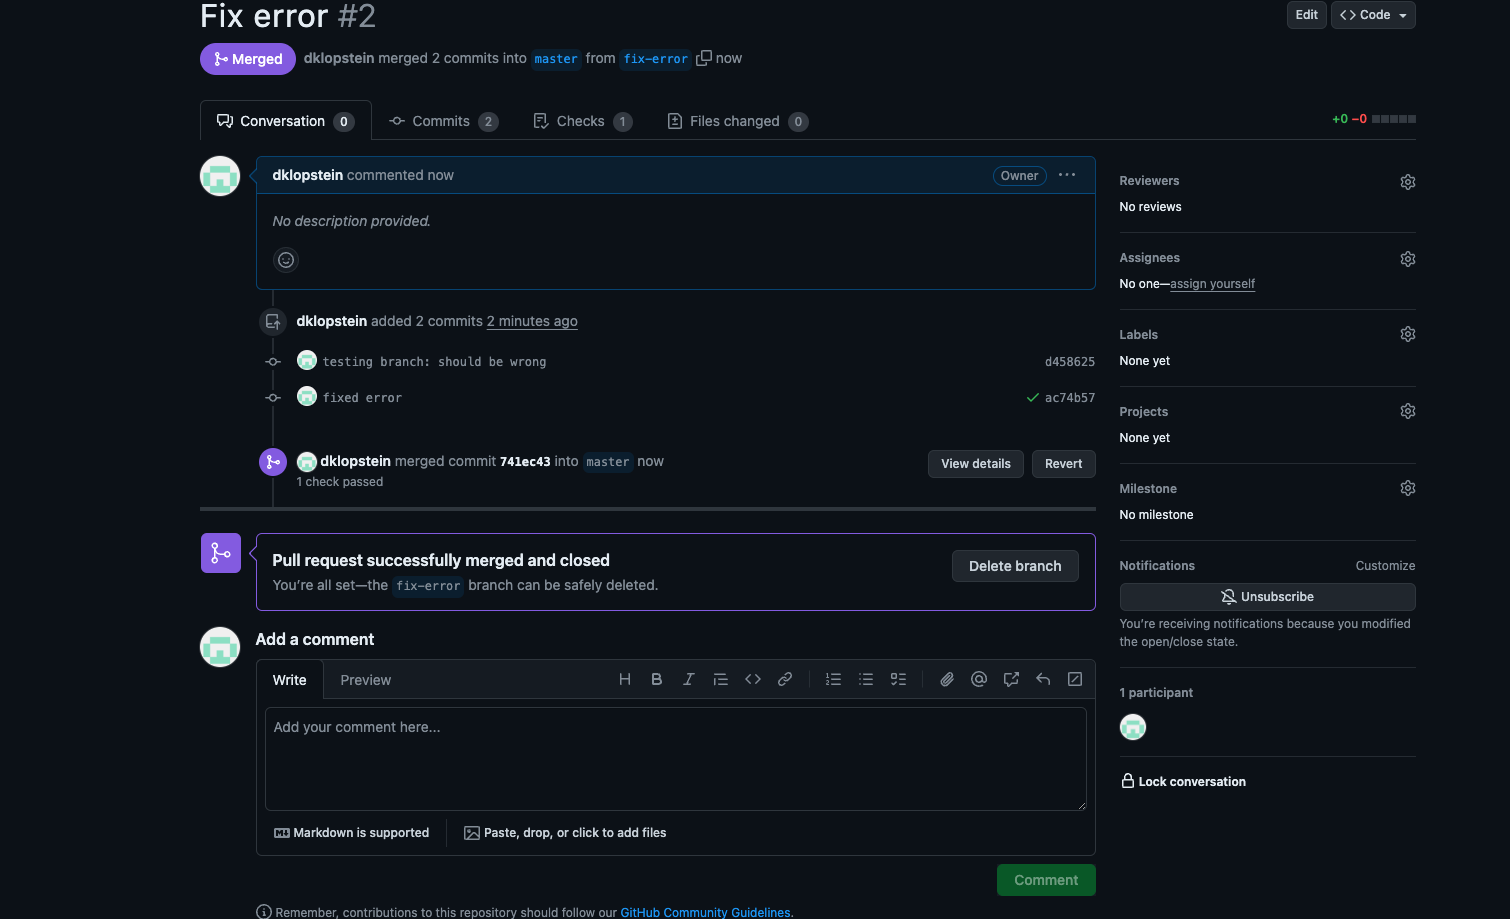 Fix error #2
Edit
<> Code
Merged
dklopstein merged 2 commits into master from fix-error now
Conversation 0
Commits 2
Checks 1
Files changed 0
+0 −0
dklopstein commented now
Owner
No description provided.
dklopstein added 2 commits 2 minutes ago
testing branch: should be wrong
d458625
fixed error
ac74b57
dklopstein merged commit 741ec43 into master now
1 check passed
View details
Revert
Pull request successfully merged and closed
You’re all set—the fix-error branch can be safely deleted.
Delete branch
Add a comment
Write
Preview
Add your comment here...
Markdown is supported
Paste, drop, or click to add files
Comment
Remember, contributions to this repository should follow our GitHub Community Guidelines.
Reviewers
No reviews
Assignees
No one—assign yourself
Labels
None yet
Projects
None yet
Milestone
No milestone
Notifications
Customize
Unsubscribe
You’re receiving notifications because you modified
the open/close state.
1 participant
Lock conversation